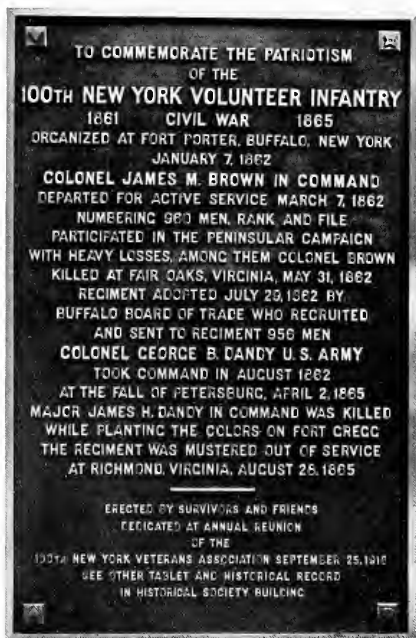 TO COMMEMORATE THE PATRIOTISM
OF THE
100TH NEW YORK VOLUNTEER INFANTRY
1861 CIVIL WAR 1865
ORGANIZED AT FORT PORTER, BUFFALO, NEW YORK
JANUARY 7, 1862
COLONEL JAMES M. BROWN IN COMMAND
DEPARTED FOR ACTIVE SERVICE MARCH 7, 1862
NUMBERING 960 MEN, RANK AND FILE
PARTICIPATED IN THE PENINSULAR CAMPAIGN
WITH HEAVY LOSSES, AMONG THEM COLONEL BROWN
KILLED AT FAIR OAKS, VIRGINIA, MAY 31, 1862
REGIMENT ADOPTED JULY 29, 1862 BY
BUFFALO BOARD OF TRADE WHO RECRUITED
AND SENT TO REGIMENT 956 MEN
COLONEL GEORGE B. DANDY U.S. ARMY
TOOK COMMAND IN AUGUST 1862
AT THE FALL OF PETERSBURG, APRIL 2, 1865
MAJOR JAMES H. DANDY IN COMMAND WAS KILLED
WHILE PLANTING THE COLORS ON FORT GREGG
THE REGIMENT WAS MUSTERED OUT OF SERVICE
AT RICHMOND, VIRGINIA, AUGUST 28, 1865
ERECTED BY SURVIVORS AND FRIENDS
DEDICATED AT ANNUAL REUNION
OF THE
100TH NEW YORK VETERANS ASSOCIATION SEPTEMBER 25,
SEE OTHER TABLET AND HISTORICAL RECORD
IN HISTORICAL SOCIETY BUILDING